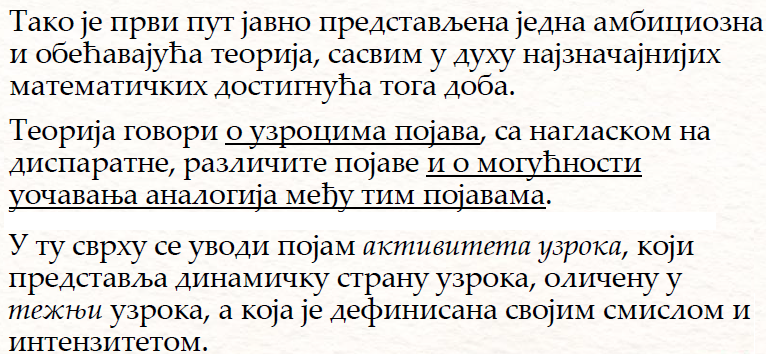 Тако је први пут јавно представљена једна амбициозна
и обећавајућа теорија, сасвим у духу најзначајнијих
математичких достигнућа тога доба.
Теорија говори о узроцима појава, са нагласком на
диспаратне, различите појаве и о могућности
уочавања аналогија међу тим појавама.
У ту сврху се уводи појам активитета узрока, који
представља динамичку страну узрока, оличену у
тежњи узрока, а која је дефинисана својим смислом и
интензитетом.